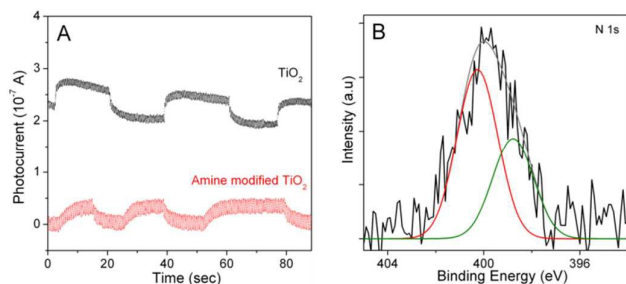 A
TiO2
Amine modified TiO2
Photocurrent (10-7 A)
4
3
2
1
0
0 20 40 60 80
Time (sec)
B
N 1s
Intensity (a.u)
404 400 396
Binding Energy (eV)